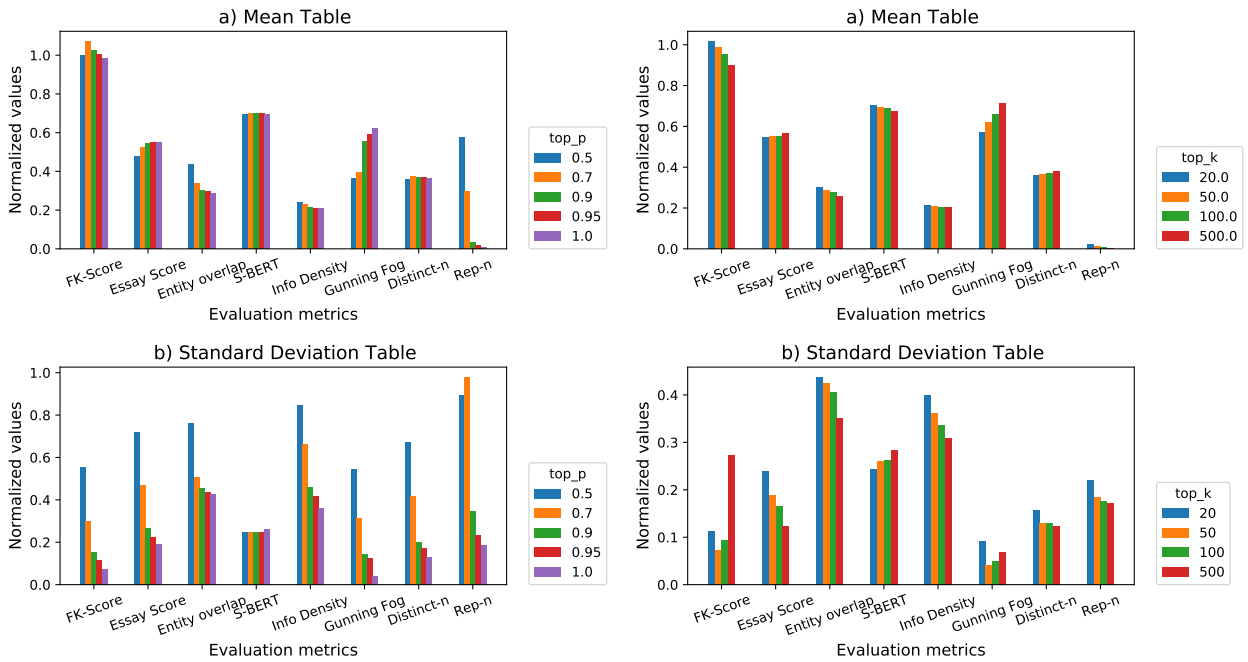 a) Mean Table
Normalized values
1.0
0.8
0.6
0.4
0.2
0.0
FK-Score
Essay Score
Entity overlap
S-BERT
Info Density
Gunning Fog
Distinct-n
Rep-n
Evaluation metrics
top_p
0.5
0.7
0.9
0.95
1.0
a) Mean Table
Normalized values
1.0
0.8
0.6
0.4
0.2
0.0
FK-Score
Essay Score
Entity overlap
S-BERT
Info Density
Gunning Fog
Distinct-n
Rep-n
Evaluation metrics
top_k
20.0
50.0
100.0
500.0
b) Standard Deviation Table
Normalized values
1.0
0.8
0.6
0.4
0.2
0.0
FK-Score
Essay Score
Entity overlap
S-BERT
Info Density
Gunning Fog
Distinct-n
Rep-n
Evaluation metrics
top_p
0.5
0.7
0.9
0.95
1.0
b) Standard Deviation Table
Normalized values
0.4
0.3
0.2
0.1
0.0
FK-Score
Essay Score
Entity overlap
S-BERT
Info Density
Gunning Fog
Distinct-n
Rep-n
Evaluation metrics
top_k
20
50
100
500